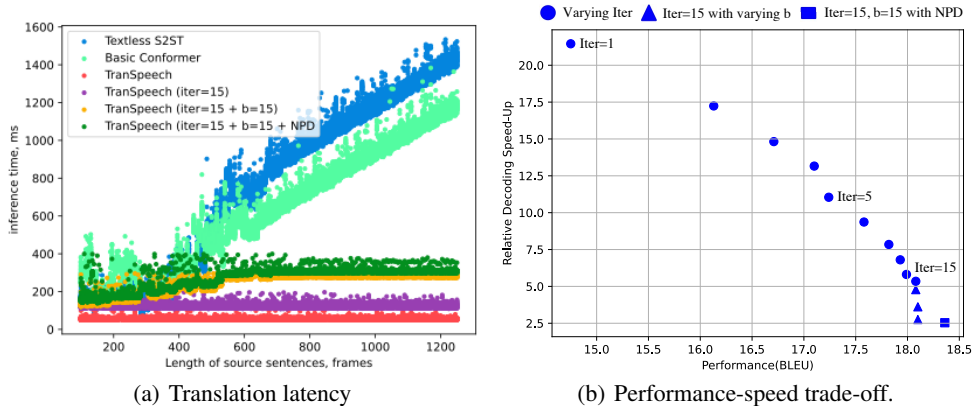 1600
1400
1200
1000
800
600
400
200
0
200
400
600
800
1000
1200
inference time, ms
Length of source sentences, frames
Textless S2ST
Basic Conformer
TranSpeech
TranSpeech (iter=15)
TranSpeech (iter=15 + b=15)
TranSpeech (iter=15 + b=15 + NPD
(a) Translation latency
Varying Iter
Iter=15 with varying b
Iter=15, b=15 with NPD
20.0
17.5
15.0
12.5
10.0
7.5
5.0
2.5
15.0
15.5
16.0
16.5
17.0
17.5
18.0
18.5
Relative Decoding Speed-Up
Performance(BLEU)
Iter=1
Iter=5
Iter=15
(b) Performance-speed trade-off.